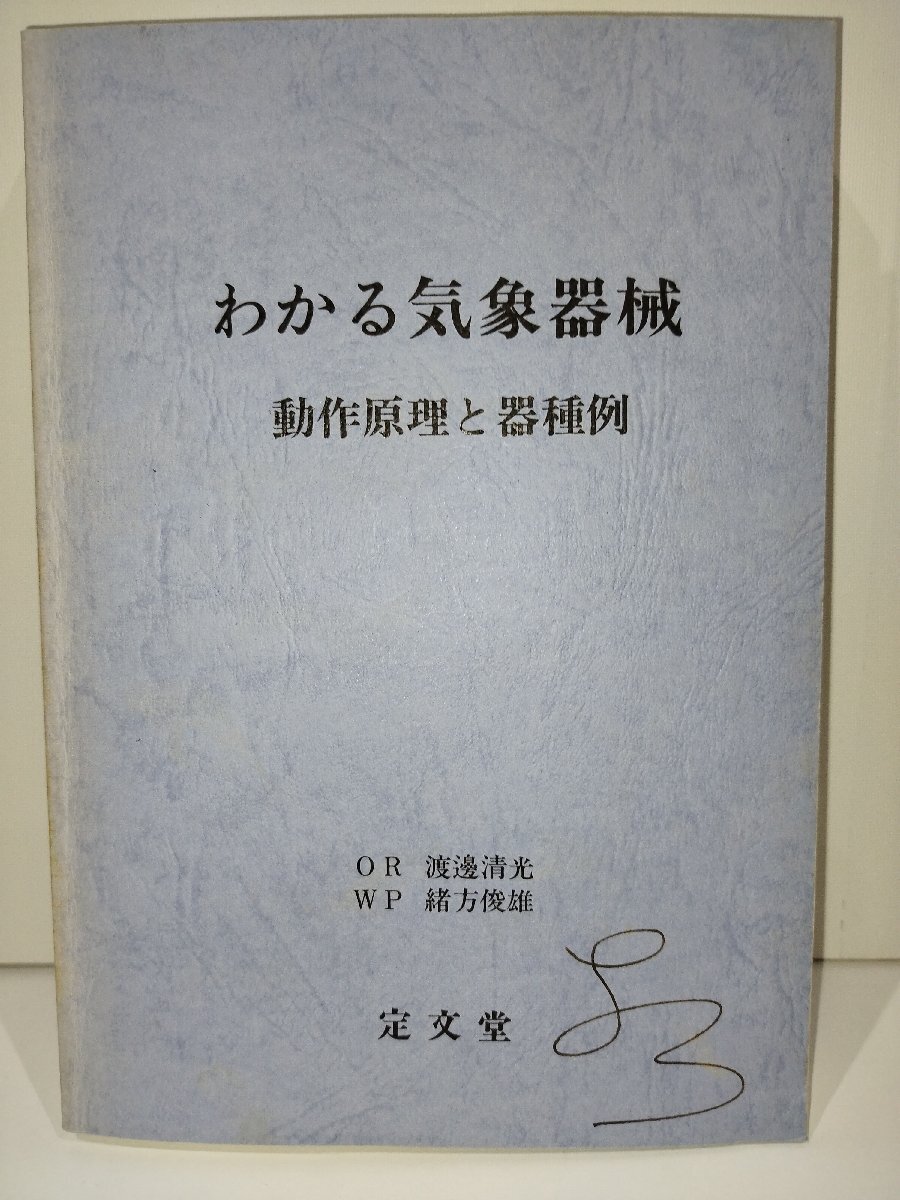 わかる気象器械
動作原理と器種例
OR 渡邊清光
WP 緒方俊雄
定文堂